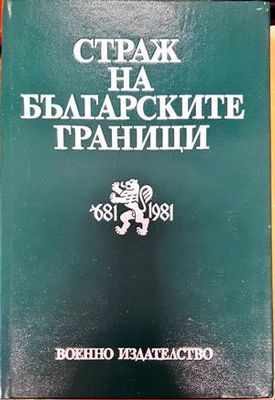 СТРАЖ
НА
БЪЛГАРСКИТЕ
ГРАНИЦИ
681 1981
ВОЕННО ИЗДАТЕЛСТВО